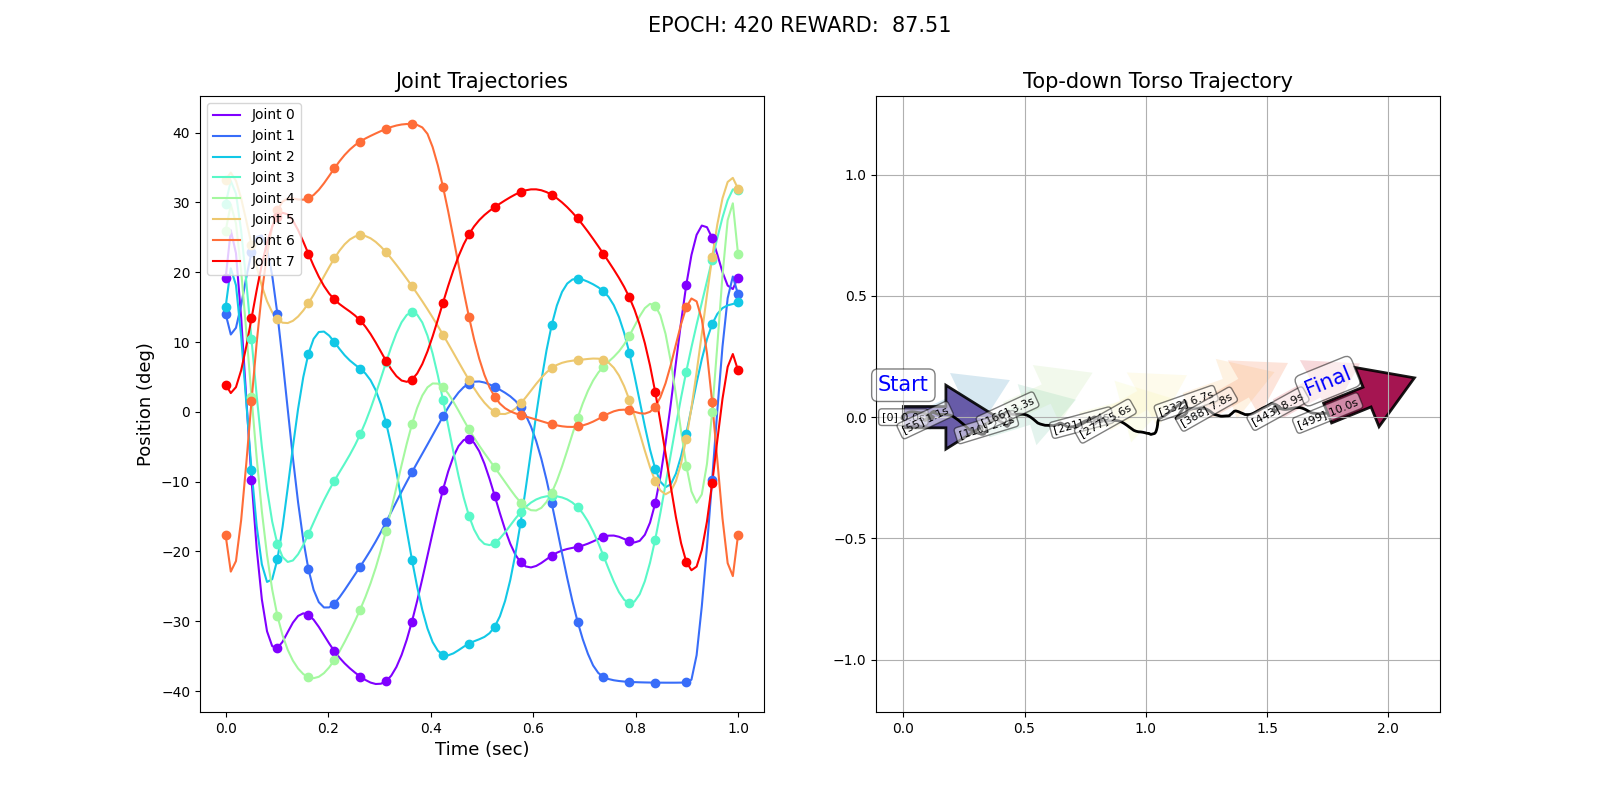 EPOCH: 420 REWARD:  87.51
Joint Trajectories
40
30
20
10
0
−10
−20
−30
−40
Position (deg)
Joint 0
Joint 1
Joint 2
Joint 3
Joint 4
Joint 5
Joint 6
Joint 7
0.0
0.2
0.4
0.6
0.8
1.0
Time (sec)
Top-down Torso Trajectory
1.0
0.5
0.0
−0.5
−1.0
Start
Final
[55] 1.1s
[166] 3.3s
[277] 5.6s
[332] 6.7s
[388] 7.8s
[443] 8.9s
[499] 10.0s
0.0
0.5
1.0
1.5
2.0